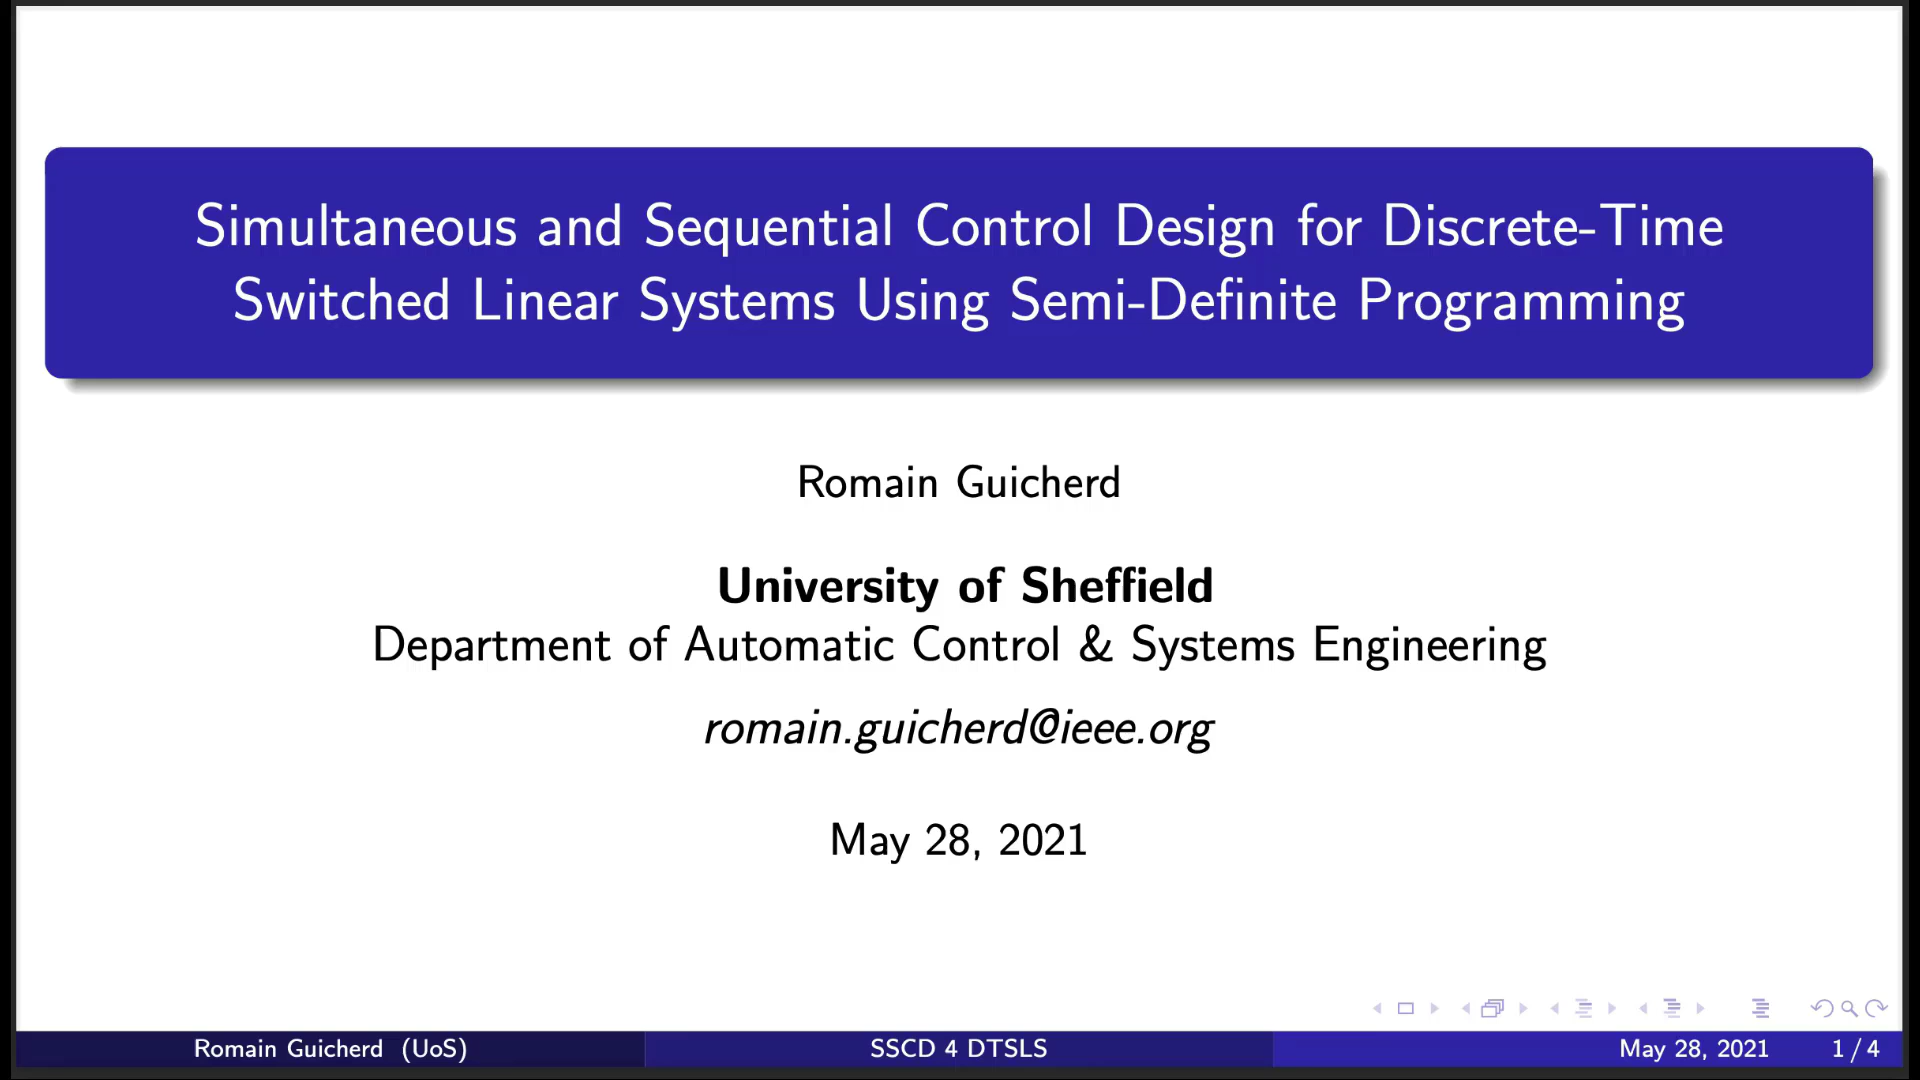 Simultaneous and Sequential Control Design for Discrete-Time
Switched Linear Systems Using Semi-Definite Programming
Romain Guicherd
University of Sheffield
Department of Automatic Control & Systems Engineering
romain.guicherd@ieee.org
May 28, 2021
Romain Guicherd (UoS) SSCD 4 DTSLS May 28, 2021 1 / 4